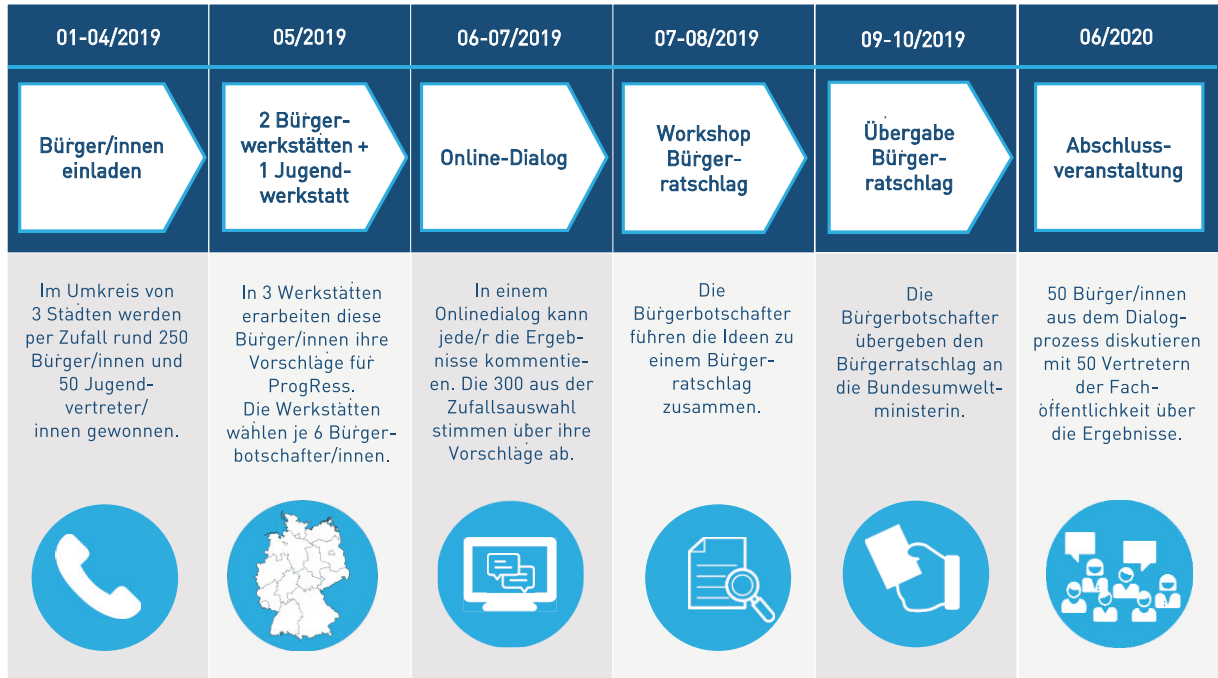 01-04/2019
05/2019
06-07/2019
07-08/2019
09-10/2019
06/2020
Bürger/innen
einladen
2 Bürger-
werkstätten +
1 Jugend-
werkstatt
Online-Dialog
Workshop
Bürger-
ratschlag
Übergabe
Bürger-
ratschlag
Abschluss-
veranstaltung
Im Umkreis von
3 Städten werden
per Zufall rund 250
Bürger/innen und
50 Jugend-
vertreter/
innen gewonnen.
In 3 Werkstätten
erarbeiten diese
Bürger/innen ihre
Vorschläge für
ProgRess.
Die Werkstätten
wählen je 6 Bürger-
botschafter/innen.
In einem
Onlinedialog kann
jede/r die Ergeb-
nisse kommentie-
en. Die 300 aus der
Zufallsauswahl
stimmen über ihre
Vorschläge ab.
Die
Bürgerbotschafter
führen die Ideen zu
einem Bürger-
ratschlag
zusammen.
Die
Bürgerbotschafter
übergeben den
Bürgerratschlag an
die Bundesumwelt-
ministerin.
50 Bürger/innen
aus dem Dialog-
prozess diskutieren
mit 50 Vertretern
der Fach-
öffentlichkeit über
die Ergebnisse.